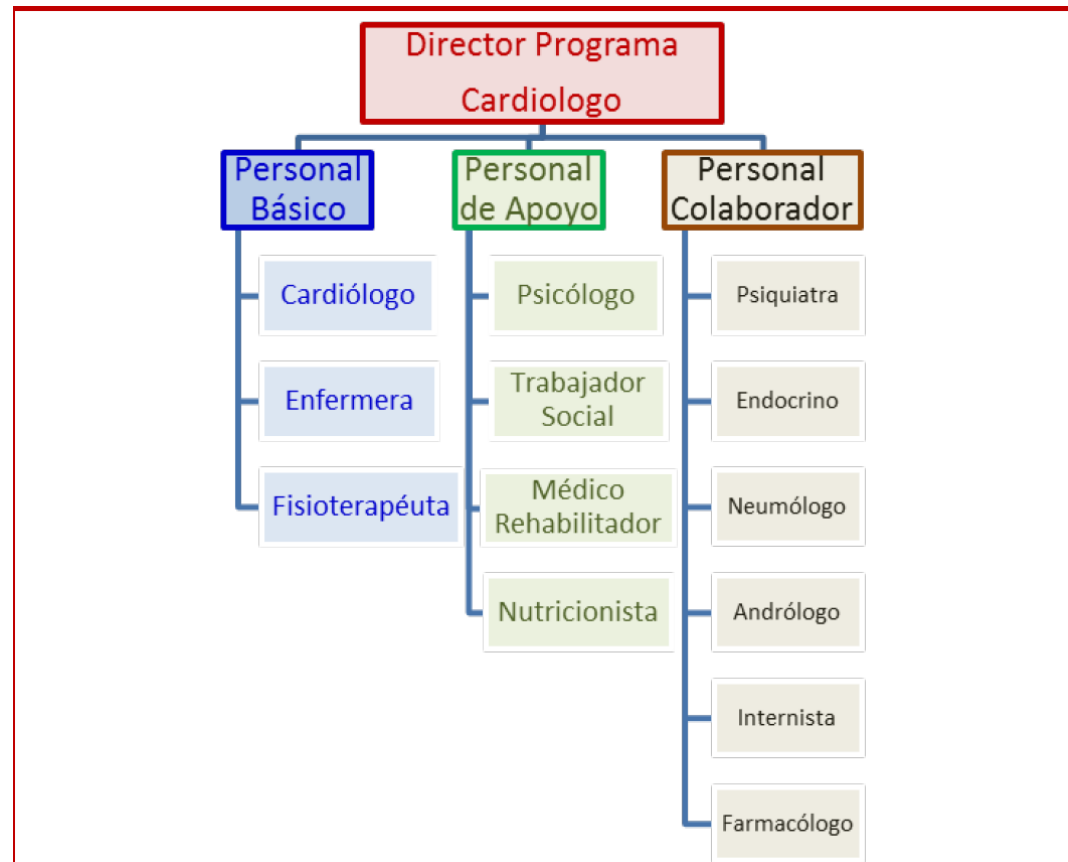 Director Programa
Cardiologo
Personal
Básico
Cardiólogo
Enfermera
Fisioterapéuta
Personal
de Apoyo
Psicólogo
Trabajador
Social
Médico
Rehabilitador
Nutricionista
Personal
Colaborador
Psiquiatra
Endocrino
Neumólogo
Andrólogo
Internista
Farmacólogo